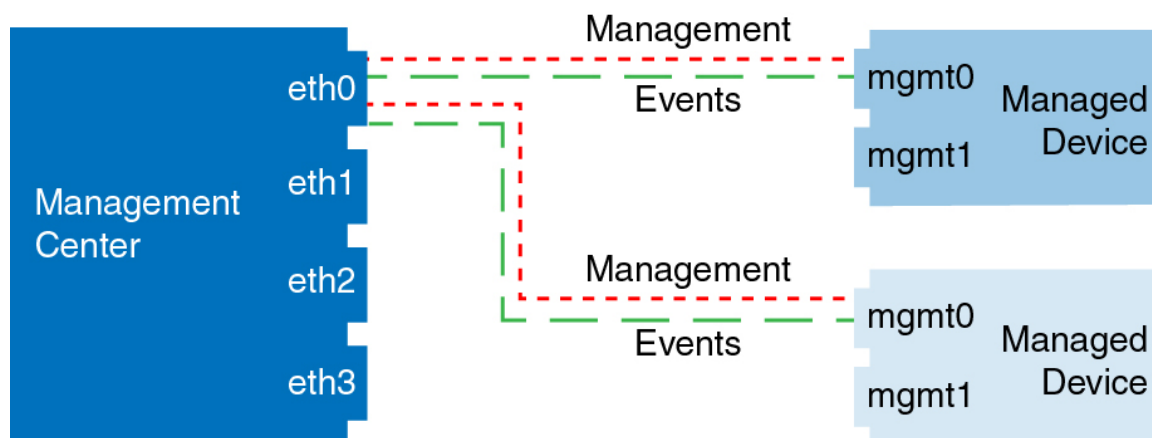 Management
Center
eth0
eth1
eth2
eth3
Management
Events
mgmt0
mgmt1
Managed
Device
Management
Events
mgmt0
mgmt1
Managed
Device